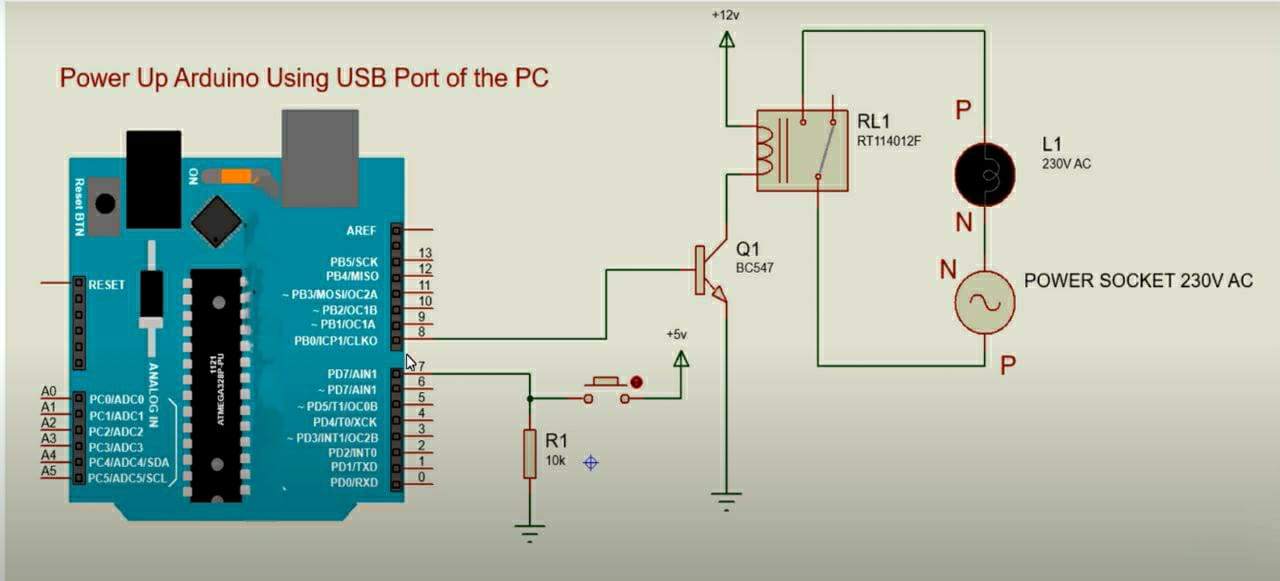 +12v
Power Up Arduino Using USB Port of the PC
P
RL1
RT114012F
L1
230V AC
N
ON
Reset BTN
AREF
Q1
BC547
N
POWER SOCKET 230V AC
RESET
PB5/SCK 13
PB4/MISO 12
~ PB3/MOSI/OC2A 11
~ PB2/OC1B 10
~ PB1/OC1A 9
PB0/ICP1/CLKO 8
+5v
P
1121
ATMEGA328P-PU
ANALOG IN
PD7/AIN1 7
~ PD7/AIN1 6
~ PD5/T1/OC0B 5
PD4/T0/XCK 4
~ PD3/INT1/OC2B 3
PD2/INT0 2
PD1/TXD 1
PD0/RXD 0
A0 PC0/ADC0
A1 PC1/ADC1
A2 PC2/ADC2
A3 PC3/ADC3
A4 PC4/ADC4/SDA
A5 PC5/ADC5/SCL
R1
10k